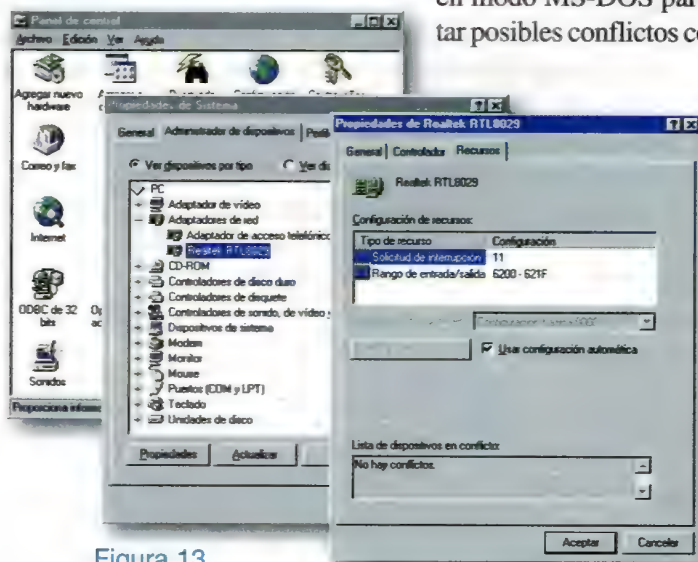 en modo MS-DOS par
tar posibles conflictos c
Panel de control
Archivo Edición Ver Ayuda
Agregar nuevo hardware
Correo y fax
Internet
ODBC de 32 bits
Sonidos
Propiedades de Sistema
General Administrador de dispositivos
Ver dispositivos por tipo
PC
Adaptador de vídeo
Adaptadores de red
Adaptador de acceso telefónico
Realtek RTL8029
CD-ROM
Controladores de disco duro
Controladores de disquete
Controladores de sonido, de vídeo y
Dispositivos de sistema
Modem
Monitor
Mouse
Puertos (COM y LPT)
Teclado
Unidades de disco
Propiedades Actualizar
Propiedades de Realtek RTL8029
General Controlador Recursos
Realtek RTL8029
Configuración de recursos:
Tipo de recurso Configuración
Solicitud de interrupción 11
Rango de entrada/salida 6200 - 621F
Usar configuración automática
Lista de dispositivos en conflicto:
No hay conflictos.
Aceptar Cancelar
Figura 13